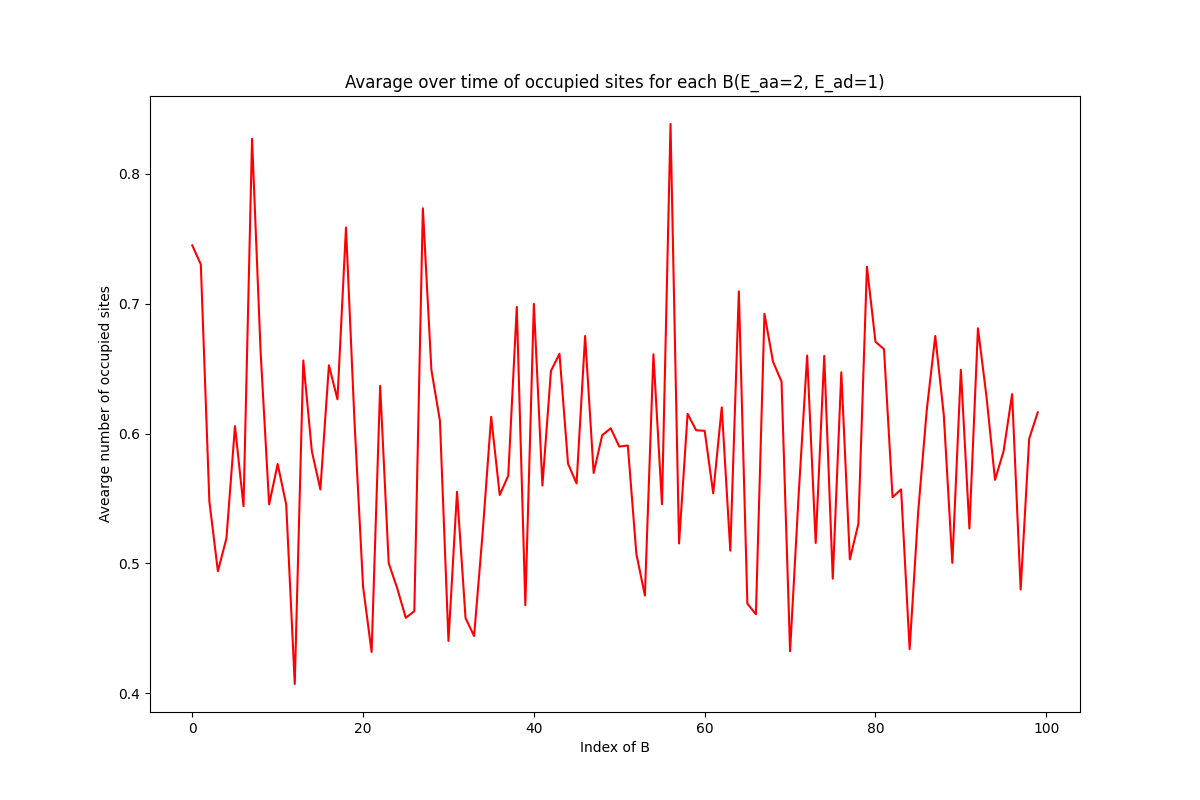 Avarage over time of occupied sites for each B(E_aa=2, E_ad=1)
Avearge number of occupied sites
0.8
0.7
0.6
0.5
0.4
0 20 40 60 80 100
Index of B